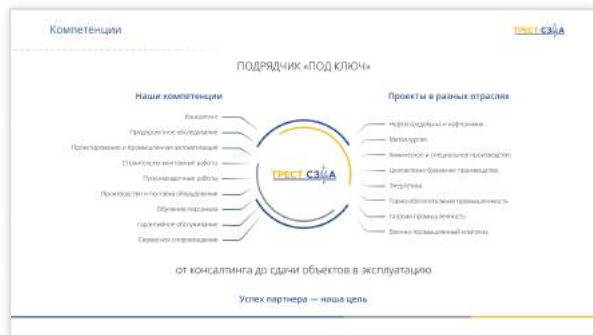 Компетенции
ТРЕСТ СЗМА
ПОДРЯДЧИК «ПОД КЛЮЧ»
Наши компетенции
Консалтинг
Предпроектное обследование
Проектирование и промышленная автоматизация
Строительно-монтажные работы
Пусконаладочные работы
Производство и поставка оборудования
Обучение персонала
Гарантийное обслуживание
Сервисное сопровождение
ТРЕСТ СЗМА
Проекты в разных отраслях
Нефтепереработка и нефтехимия
Металлургия
Химическое и специальное производство
Целлюлозно-бумажное производство
Энергетика
Горно-обогатительная промышленность
Газовая промышленность
Военно-промышленный комплекс
от консалтинга до сдачи объектов в эксплуатацию
Успех партнера — наша цель